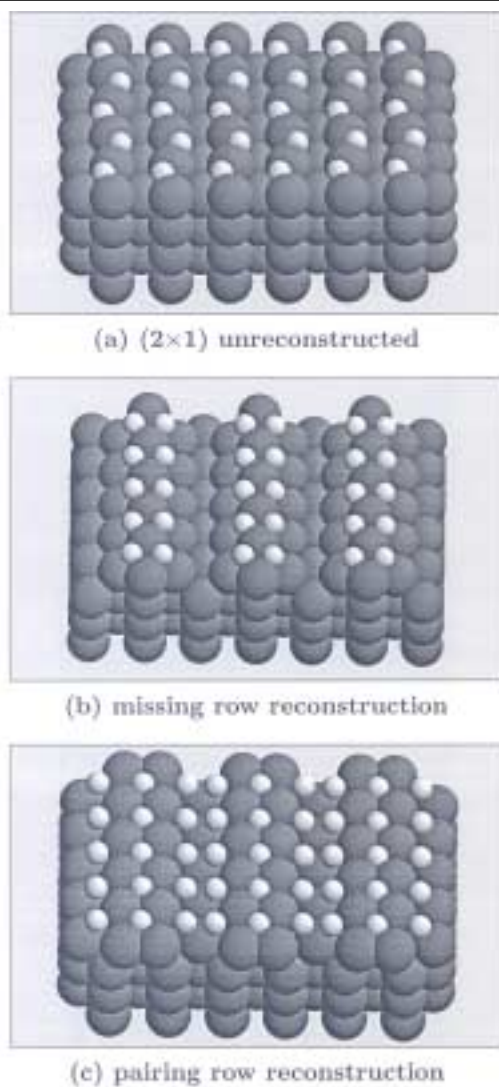 (a) (2×1) unreconstructed
(b) missing row reconstruction
(c) pairing row reconstruction